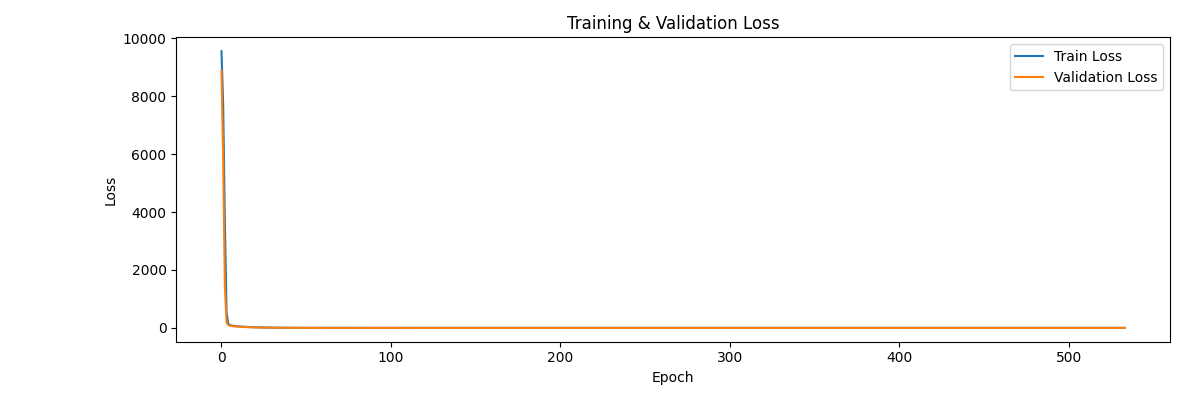 Training & Validation Loss
Train Loss
Validation Loss
10000
8000
6000
4000
2000
0
Loss
0 100 200 300 400 500
Epoch